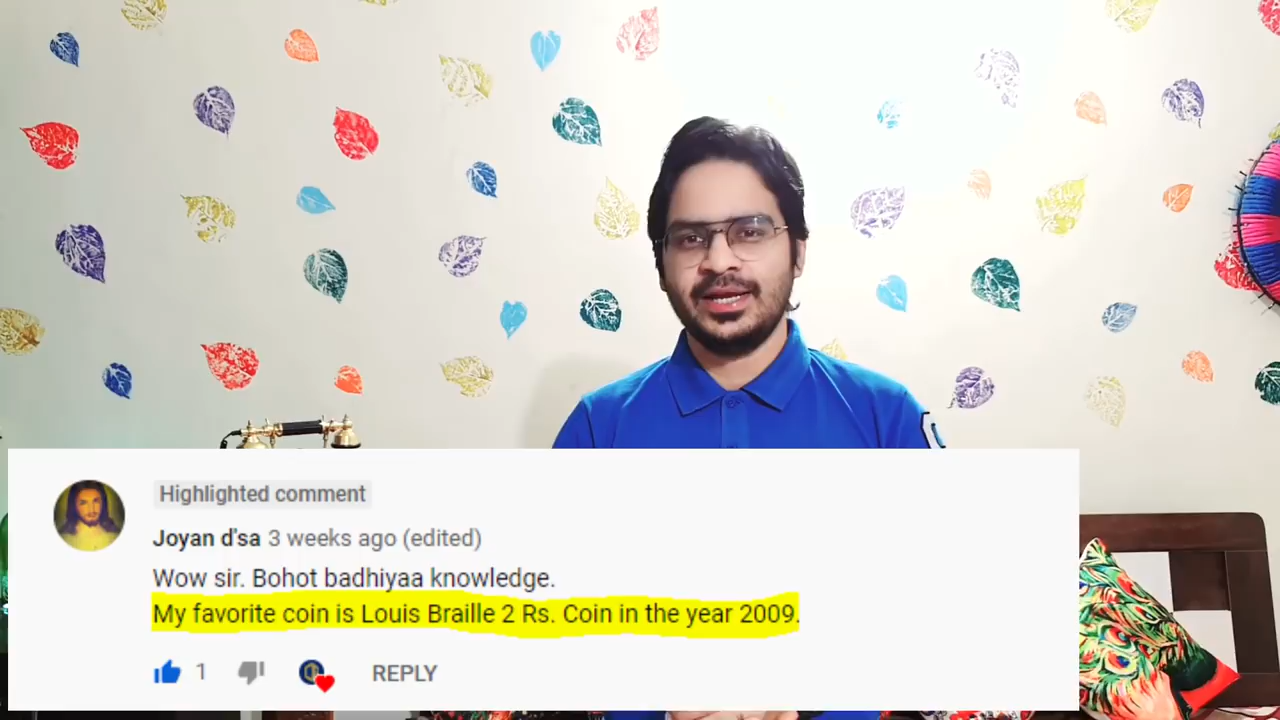 Highlighted comment
Joyan d'sa 3 weeks ago (edited)
Wow sir. Bohot badhiyaa knowledge.
My favorite coin is Louis Braille 2 Rs. Coin in the year 2009.
1 REPLY